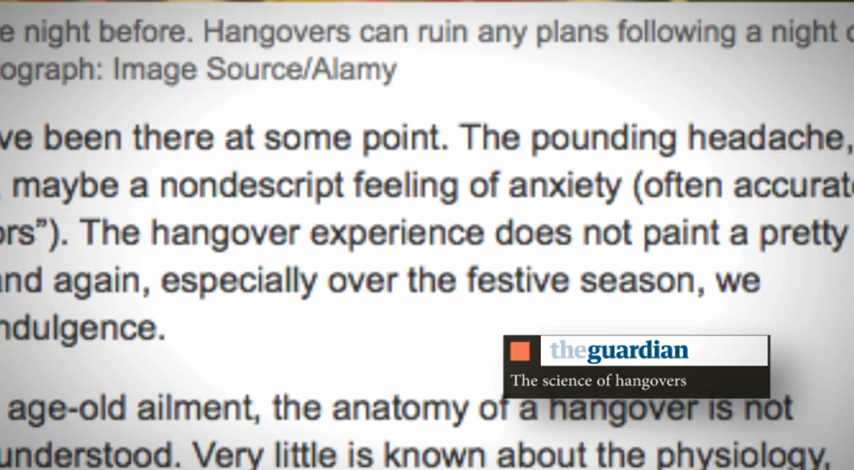 e night before. Hangovers can ruin any plans following a night
ograph: Image Source/Alamy
ve been there at some point. The pounding headache,
, maybe a nondescript feeling of anxiety (often accurat
ors”). The hangover experience does not paint a pretty
and again, especially over the festive season, we
ndulgence.
theguardian
The science of hangovers
age-old ailment, the anatomy of a hangover is not
understood. Very little is known about the physiology,